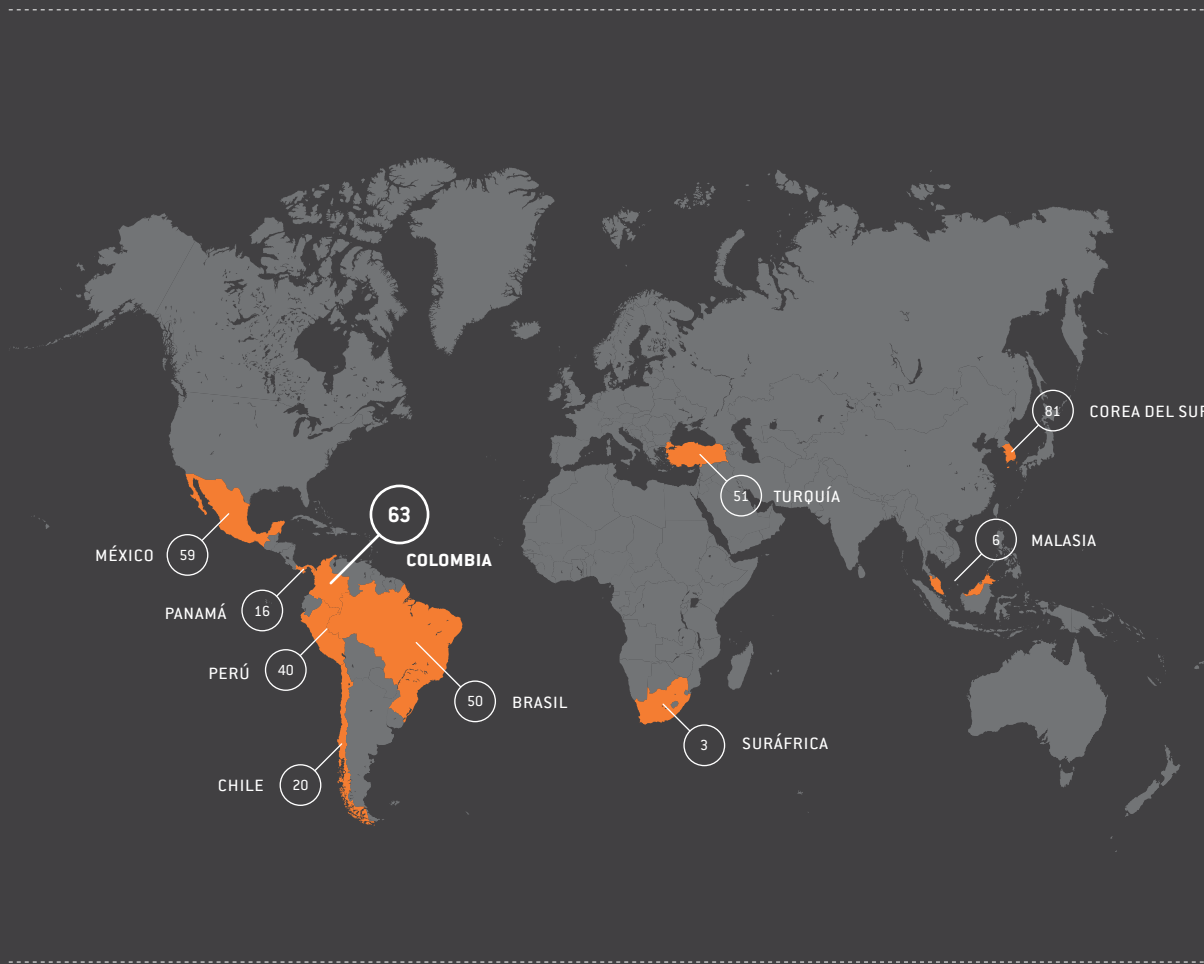 81 COREA DEL SUR
51 TURQUÍA
63
COLOMBIA
MÉXICO 59
6 MALASIA
PANAMÁ 16
PERÚ 40
50 BRASIL
3 SURÁFRICA
CHILE 20